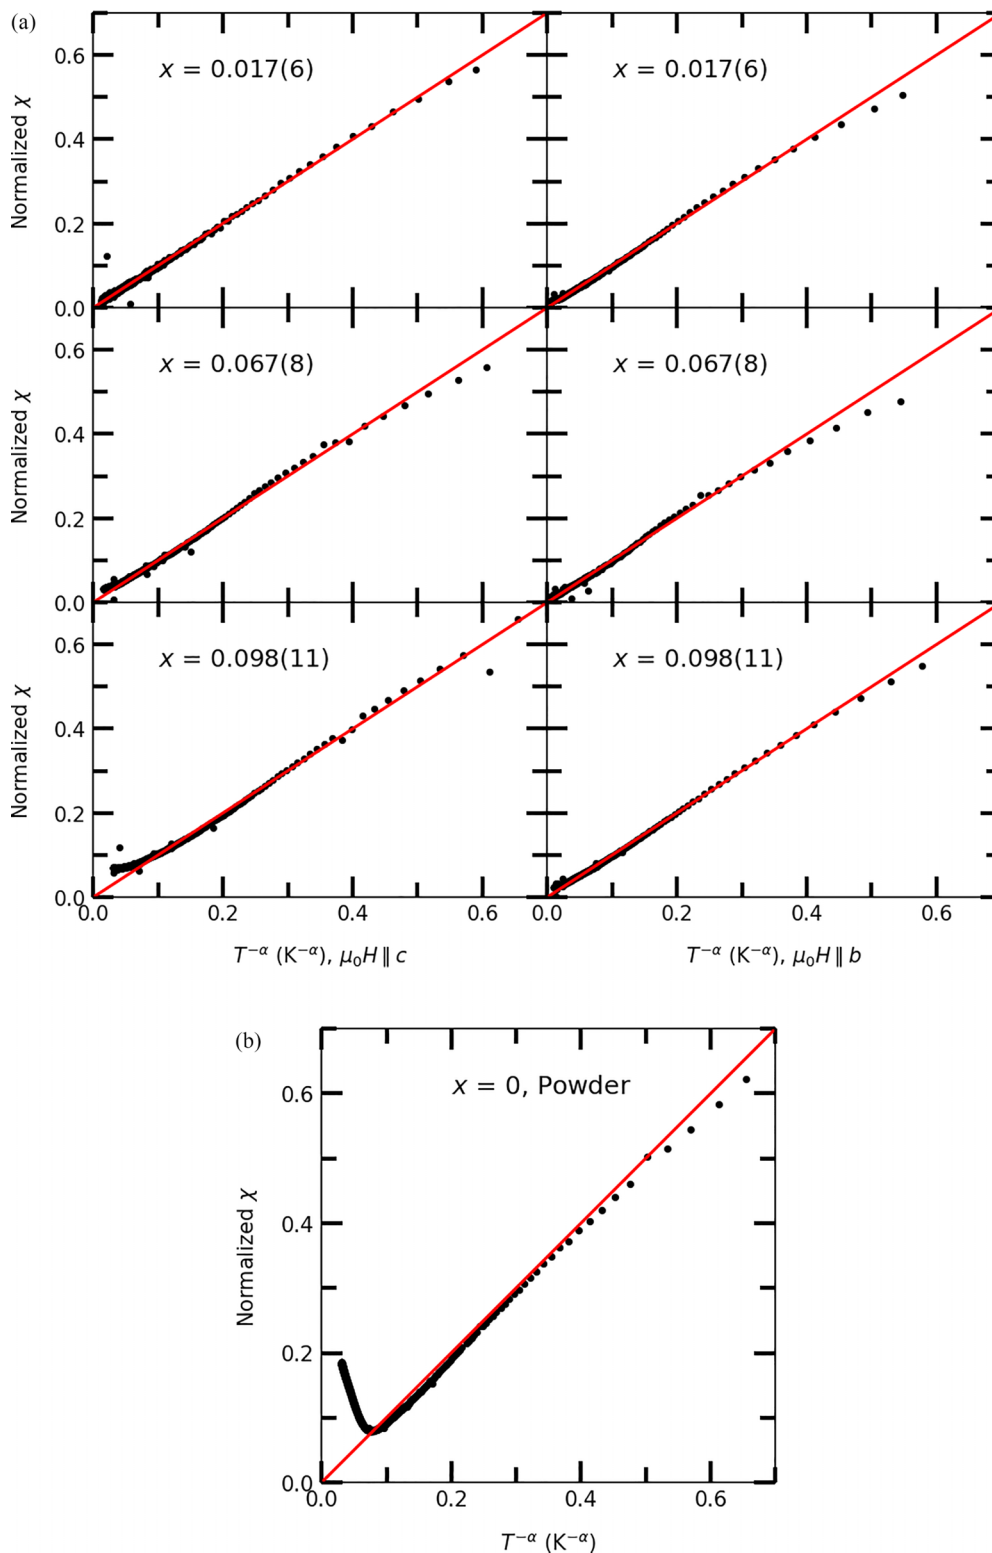 (a)
x = 0.017(6)
x = 0.017(6)
Normalized χ
0.6
0.4
0.2
0.0
x = 0.067(8)
x = 0.067(8)
Normalized χ
0.6
0.4
0.2
0.0
x = 0.098(11)
x = 0.098(11)
Normalized χ
0.6
0.4
0.2
0.0
0.0 0.2 0.4 0.6
0.0 0.2 0.4 0.6
T⁻ᵅ (K⁻ᵅ), μ₀H ∥ c
T⁻ᵅ (K⁻ᵅ), μ₀H ∥ b
(b)
x = 0, Powder
Normalized χ
0.6
0.4
0.2
0.0
0.0 0.2 0.4 0.6
T⁻ᵅ (K⁻ᵅ)